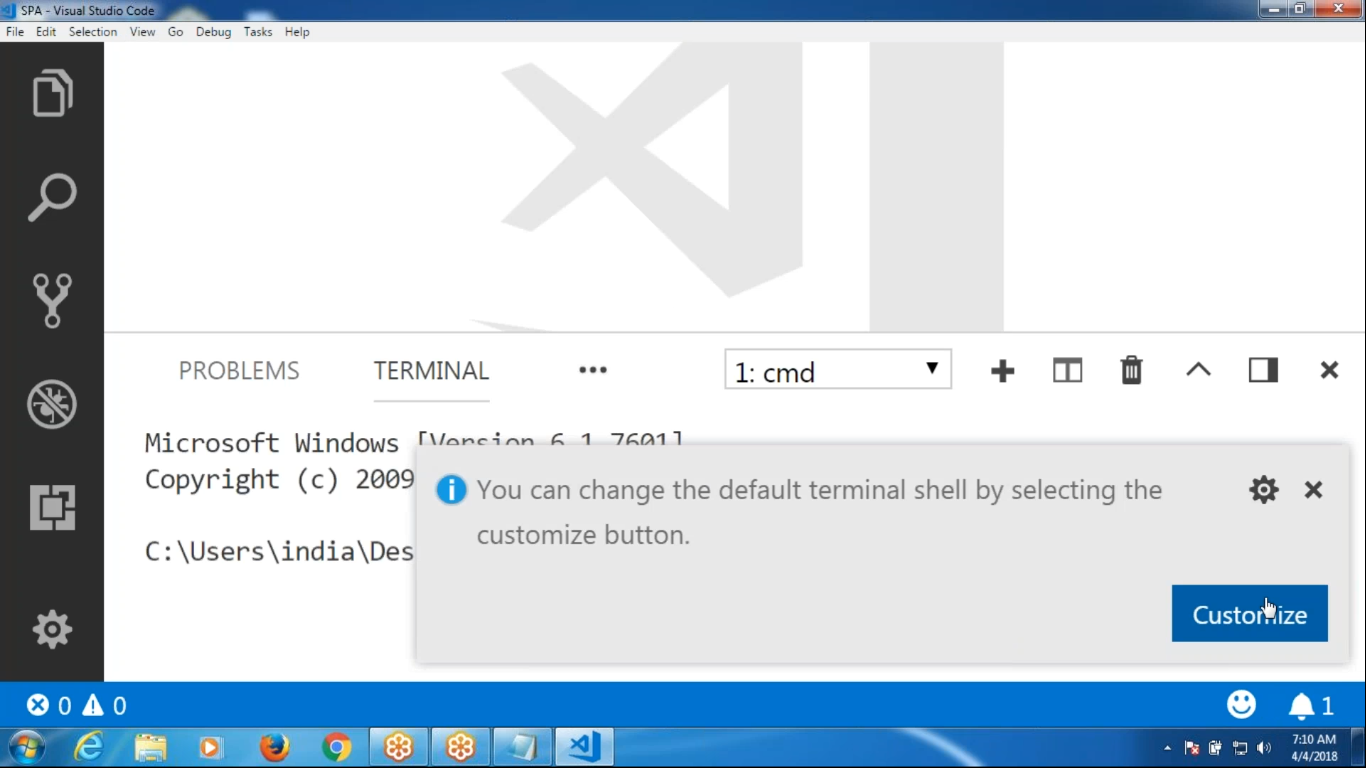 SPA - Visual Studio Code
File Edit Selection View Go Debug Tasks Help
PROBLEMS TERMINAL ••• 1: cmd
Microsoft Windows [Version 6.1.7601]
Copyright (c) 2009
You can change the default terminal shell by selecting the
customize button.
C:\Users\india\Des
Customize
0 0 1
7:10 AM
4/4/2018